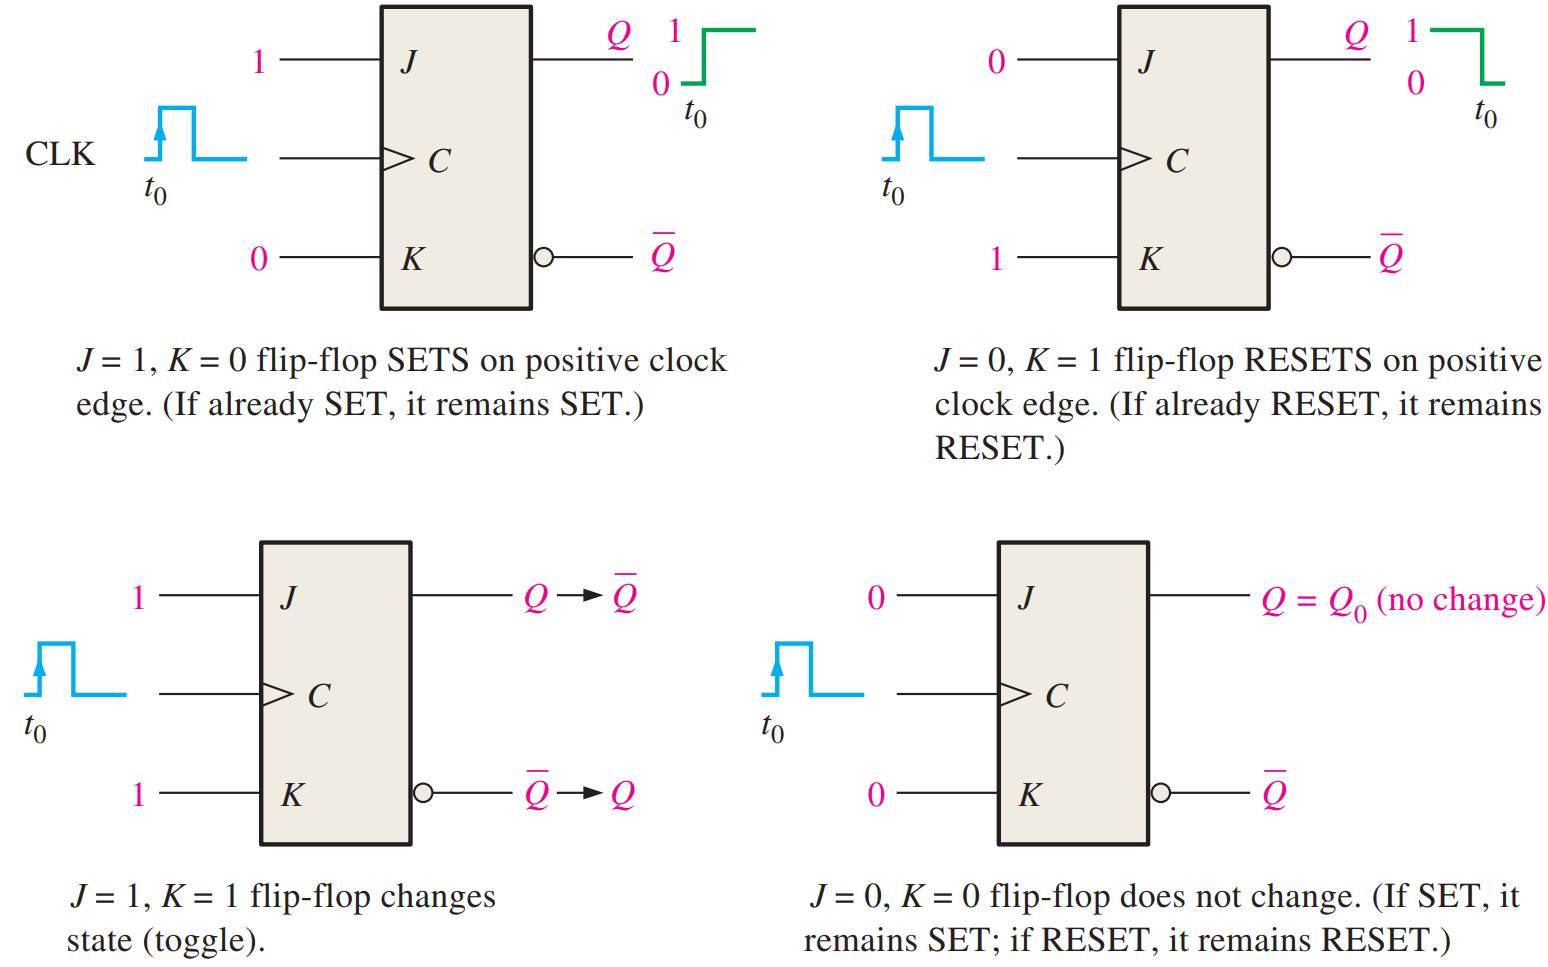 1 J Q 1
0
t₀
CLK C
t₀
0 K Q̅
J = 1, K = 0 flip-flop SETS on positive clock
edge. (If already SET, it remains SET.)
0 J Q 1
0
t₀
C
t₀
1 K Q̅
J = 0, K = 1 flip-flop RESETS on positive
clock edge. (If already RESET, it remains
RESET.)
1 J Q → Q̅
C
t₀
1 K Q̅ → Q
J = 1, K = 1 flip-flop changes
state (toggle).
0 J Q = Q₀ (no change)
C
t₀
0 K Q̅
J = 0, K = 0 flip-flop does not change. (If SET, it
remains SET; if RESET, it remains RESET.)